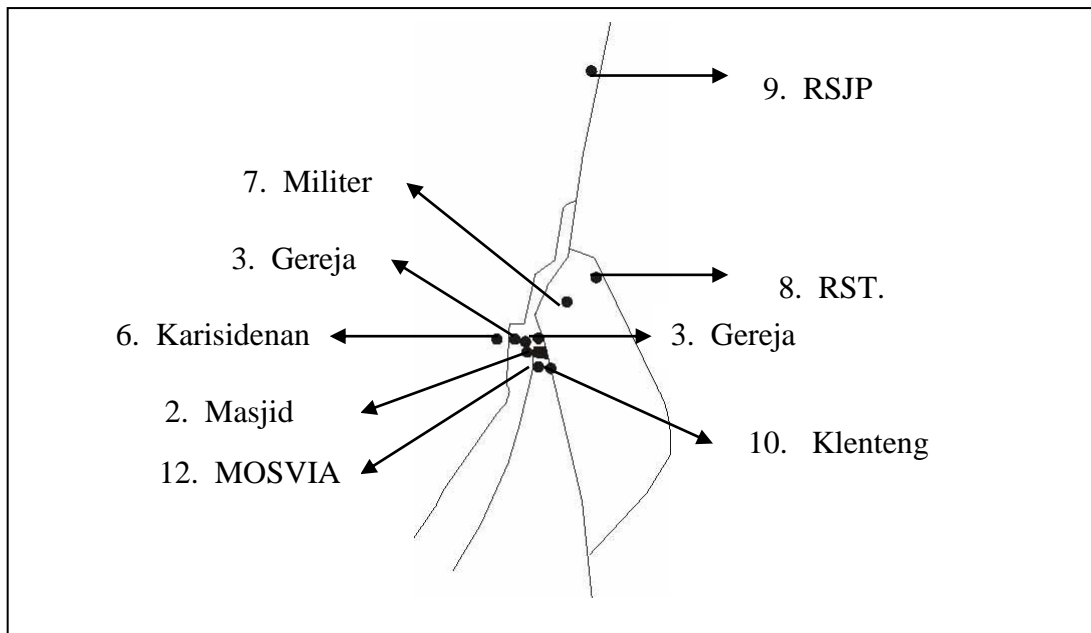 9. RSJP
7. Militer
3. Gereja
8. RST.
6. Karisidenan
3. Gereja
2. Masjid
10. Klenteng
12. MOSVIA